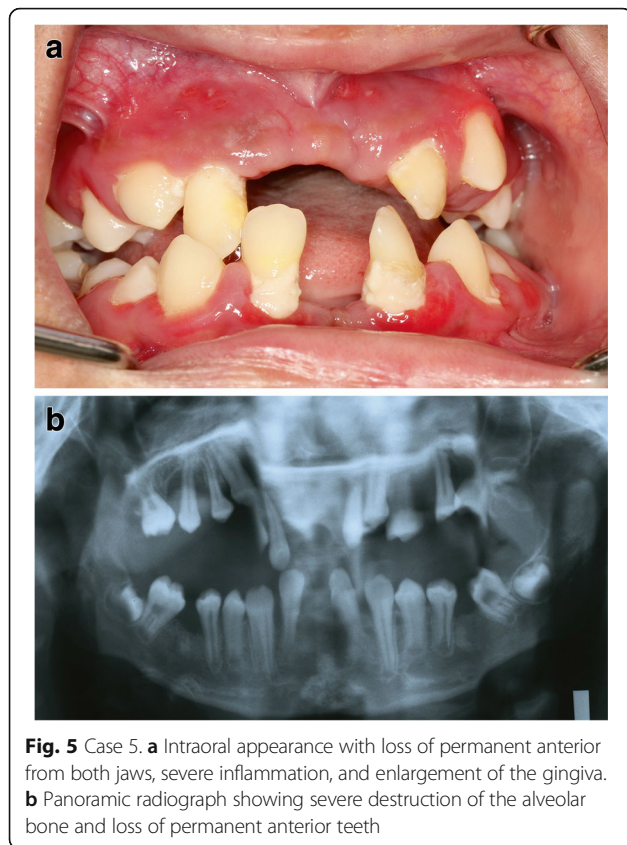 a
b
Fig. 5 Case 5. a Intraoral appearance with loss of permanent anterior
from both jaws, severe inflammation, and enlargement of the gingiva.
b Panoramic radiograph showing severe destruction of the alveolar
bone and loss of permanent anterior teeth